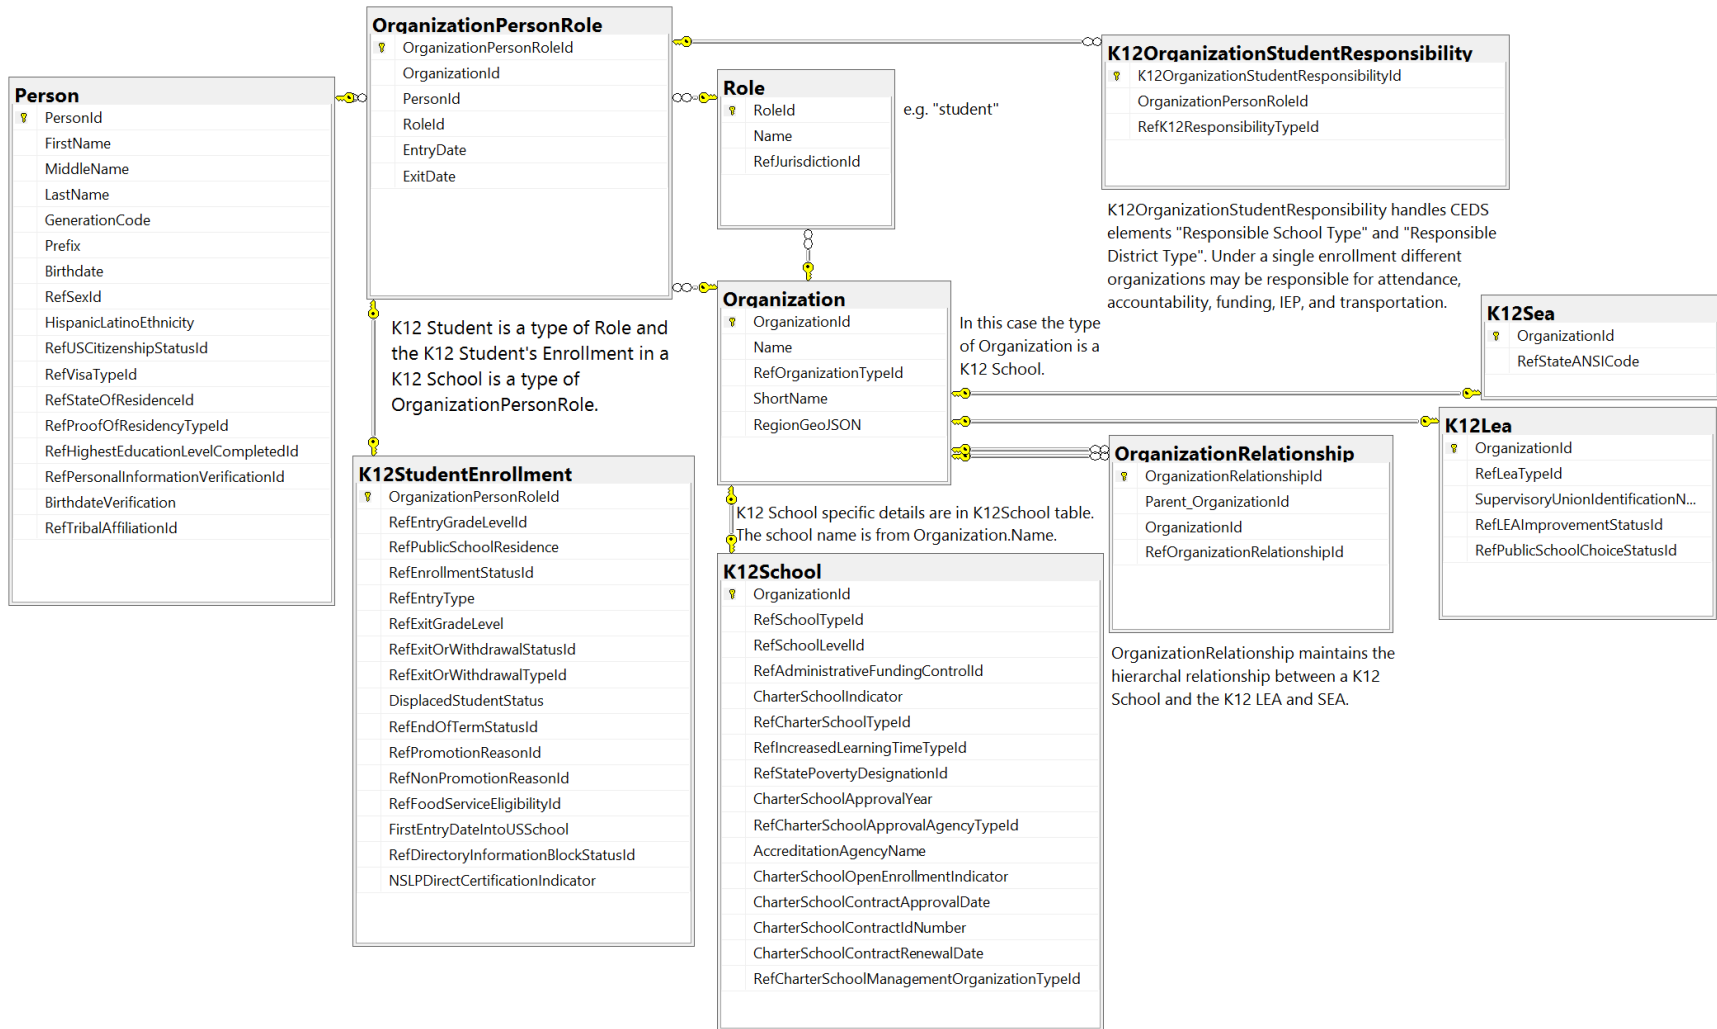 Person
PersonId
FirstName
MiddleName
LastName
GenerationCode
Prefix
Birthdate
RefSexId
HispanicLatinoEthnicity
RefUSCitizenshipStatusId
RefVisaTypeId
RefStateOfResidenceId
RefProofOfResidencyTypeId
RefHighestEducationLevelCompletedId
RefPersonalInformationVerificationId
BirthdateVerification
RefTribalAffiliationId
OrganizationPersonRole
OrganizationPersonRoleId
OrganizationId
PersonId
RoleId
EntryDate
ExitDate
K12 Student is a type of Role and
the K12 Student's Enrollment in a
K12 School is a type of
OrganizationPersonRole.
K12StudentEnrollment
OrganizationPersonRoleId
RefEntryGradeLevelId
RefPublicSchoolResidence
RefEnrollmentStatusId
RefEntryType
RefExitGradeLevel
RefExitOrWithdrawalStatusId
RefExitOrWithdrawalTypeId
DisplacedStudentStatus
RefEndOfTermStatusId
RefPromotionReasonId
RefNonPromotionReasonId
RefFoodServiceEligibilityId
FirstEntryDateIntoUSSchool
RefDirectoryInformationBlockStatusId
NSLPDirectCertificationIndicator
Role
RoleId
Name
RefJurisdictionId
e.g. "student"
Organization
OrganizationId
Name
RefOrganizationTypeId
ShortName
RegionGeoJSON
In this case the type
of Organization is a
K12 School.
K12 School specific details are in K12School table.
The school name is from Organization.Name.
K12School
OrganizationId
RefSchoolTypeId
RefSchoolLevelId
RefAdministrativeFundingControlId
CharterSchoolIndicator
RefCharterSchoolTypeId
RefIncreasedLearningTimeTypeId
RefStatePovertyDesignationId
CharterSchoolApprovalYear
RefCharterSchoolApprovalAgencyTypeId
AccreditationAgencyName
CharterSchoolOpenEnrollmentIndicator
CharterSchoolContractApprovalDate
CharterSchoolContractIdNumber
CharterSchoolContractRenewalDate
RefCharterSchoolManagementOrganizationTypeId
K12OrganizationStudentResponsibility
K12OrganizationStudentResponsibilityId
OrganizationPersonRoleId
RefK12ResponsibilityTypeId
K12OrganizationStudentResponsibility handles CEDS
elements "Responsible School Type" and "Responsible
District Type". Under a single enrollment different
organizations may be responsible for attendance,
accountability, funding, IEP, and transportation.
K12Sea
OrganizationId
RefStateANSICode
K12Lea
OrganizationId
RefLeaTypeId
SupervisoryUnionIdentificationN...
RefLEAImprovementStatusId
RefPublicSchoolChoiceStatusId
OrganizationRelationship
OrganizationRelationshipId
Parent_OrganizationId
OrganizationId
RefOrganizationRelationshipId
OrganizationRelationship maintains the
hierarchal relationship between a K12
School and the K12 LEA and SEA.